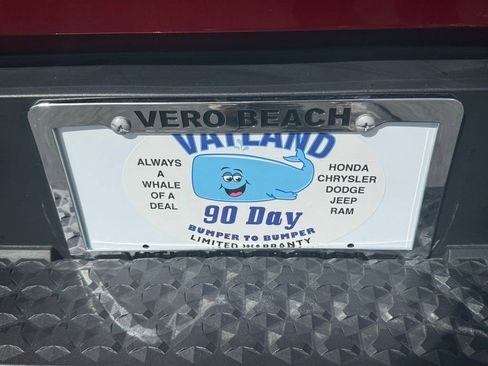 VERO BEACH
VATLAND
ALWAYS
A
WHALE
OF A
DEAL
HONDA
CHRYSLER
DODGE
JEEP
RAM
90 Day
BUMPER TO BUMPER
LIMITED WARRANTY